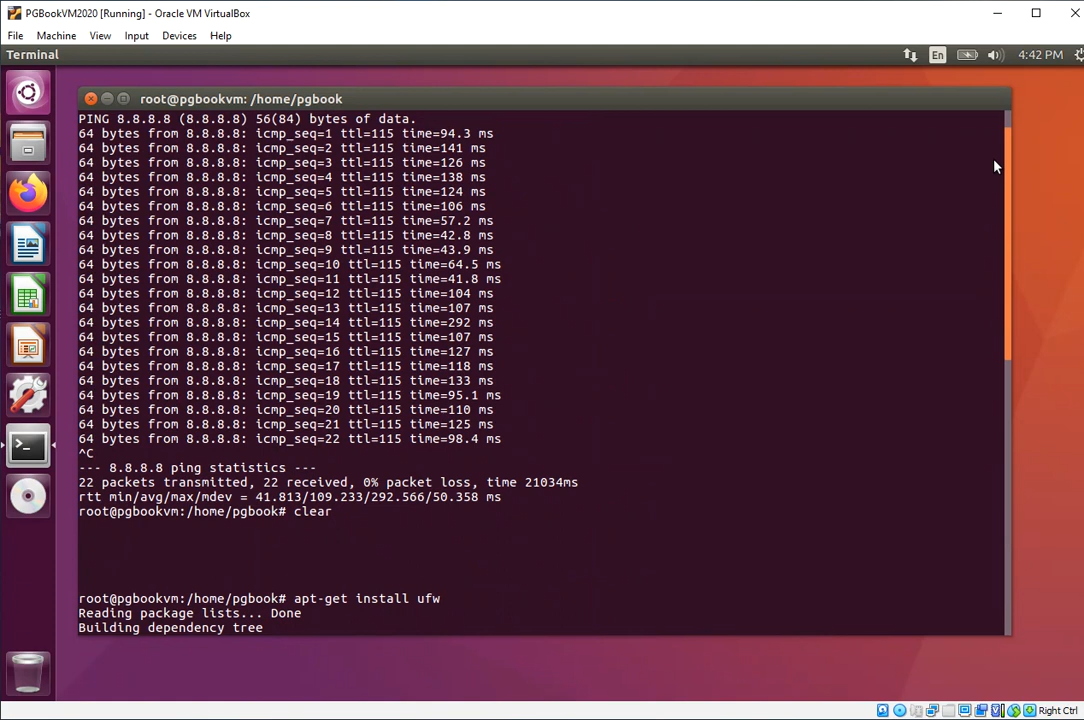 PGBookVM2020 [Running] - Oracle VM VirtualBox
File Machine View Input Devices Help
Terminal En 4:42 PM
root@pgbookvm: /home/pgbook
PING 8.8.8.8 (8.8.8.8) 56(84) bytes of data.
64 bytes from 8.8.8.8: icmp_seq=1 ttl=115 time=94.3 ms
64 bytes from 8.8.8.8: icmp_seq=2 ttl=115 time=141 ms
64 bytes from 8.8.8.8: icmp_seq=3 ttl=115 time=126 ms
64 bytes from 8.8.8.8: icmp_seq=4 ttl=115 time=138 ms
64 bytes from 8.8.8.8: icmp_seq=5 ttl=115 time=124 ms
64 bytes from 8.8.8.8: icmp_seq=6 ttl=115 time=106 ms
64 bytes from 8.8.8.8: icmp_seq=7 ttl=115 time=57.2 ms
64 bytes from 8.8.8.8: icmp_seq=8 ttl=115 time=42.8 ms
64 bytes from 8.8.8.8: icmp_seq=9 ttl=115 time=43.9 ms
64 bytes from 8.8.8.8: icmp_seq=10 ttl=115 time=64.5 ms
64 bytes from 8.8.8.8: icmp_seq=11 ttl=115 time=41.8 ms
64 bytes from 8.8.8.8: icmp_seq=12 ttl=115 time=104 ms
64 bytes from 8.8.8.8: icmp_seq=13 ttl=115 time=107 ms
64 bytes from 8.8.8.8: icmp_seq=14 ttl=115 time=292 ms
64 bytes from 8.8.8.8: icmp_seq=15 ttl=115 time=107 ms
64 bytes from 8.8.8.8: icmp_seq=16 ttl=115 time=127 ms
64 bytes from 8.8.8.8: icmp_seq=17 ttl=115 time=118 ms
64 bytes from 8.8.8.8: icmp_seq=18 ttl=115 time=133 ms
64 bytes from 8.8.8.8: icmp_seq=19 ttl=115 time=95.1 ms
64 bytes from 8.8.8.8: icmp_seq=20 ttl=115 time=110 ms
64 bytes from 8.8.8.8: icmp_seq=21 ttl=115 time=125 ms
64 bytes from 8.8.8.8: icmp_seq=22 ttl=115 time=98.4 ms
^C
--- 8.8.8.8 ping statistics ---
22 packets transmitted, 22 received, 0% packet loss, time 21034ms
rtt min/avg/max/mdev = 41.813/109.233/292.566/50.358 ms
root@pgbookvm:/home/pgbook# clear
root@pgbookvm:/home/pgbook# apt-get install ufw
Reading package lists... Done
Building dependency tree
Right Ctrl